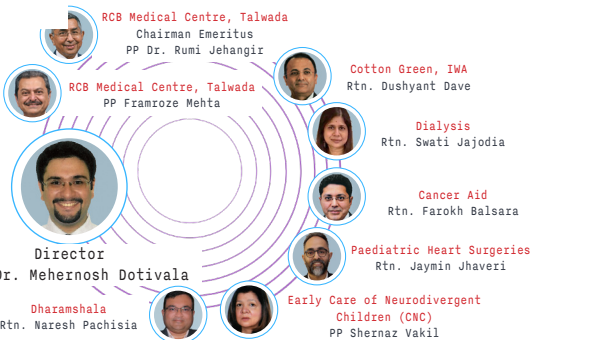 RCB Medical Centre, Talwada
Chairman Emeritus
PP Dr. Rumi Jehangir
RCB Medical Centre, Talwada
PP Framroze Mehta
Cotton Green, IWA
Rtn. Dushyant Dave
Dialysis
Rtn. Swati Jajodia
Cancer Aid
Rtn. Farokh Balsara
Director
Dr. Mehernosh Dotivala
Paediatric Heart Surgeries
Rtn. Jaymin Jhaveri
Dharamshala
Rtn. Naresh Pachisia
Early Care of Neurodivergent
Children (CNC)
PP Shernaz Vakil